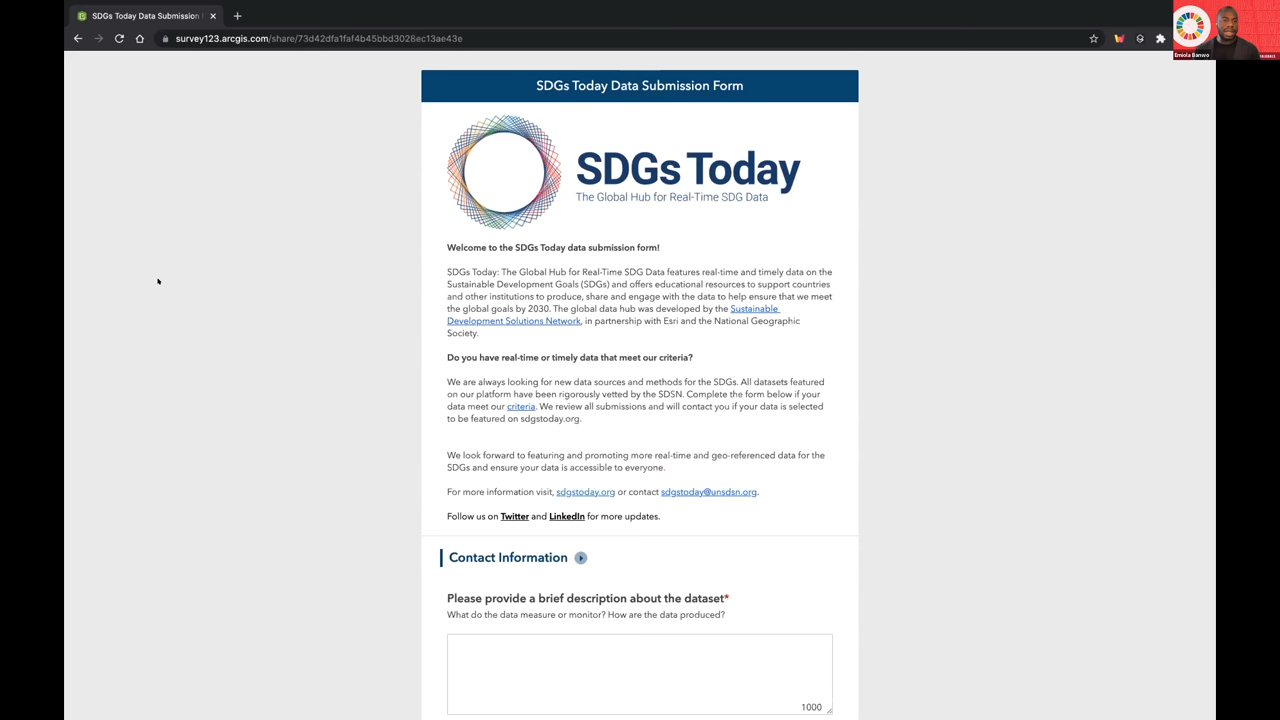 SDGs Today Data Submission
survey123.arcgis.com/share/73d42dfa1faf4b45bbd3028ec13ae43e
Emiola Banwo
SDSN Data Submission Form
SDGs Today
The Global Hub for Real-Time SDG Data
Welcome to the SDGs Today data submission form!
SDGs Today: The Global Hub for Real-Time SDG Data features real-time and timely data on the
Sustainable Development Goals (SDGs) and offers educational resources to support countries
and other institutions to produce, share and engage with the data to help ensure that we meet
the global goals by 2030. The global data hub was developed by the Sustainable
Development Solutions Network, in partnership with Esri and the National Geographic
Society.
Do you have real-time or timely data that meet our criteria?
We are always looking for new data sources and methods for the SDGs. All datasets featured
on our platform have been rigorously vetted by the SDSN. Complete the form below if your
data meet our criteria. We review all submissions and will contact you if your data is selected
to be featured on sdgstoday.org.
We look forward to featuring and promoting more real-time and geo-referenced data for the
SDGs and ensure your data is accessible to everyone.
For more information visit, sdgstoday.org or contact sdgstoday@unsdsn.org.
Follow us on Twitter and LinkedIn for more updates.
Contact Information
Please provide a brief description about the dataset*
What do the data measure or monitor? How are the data produced?
1000